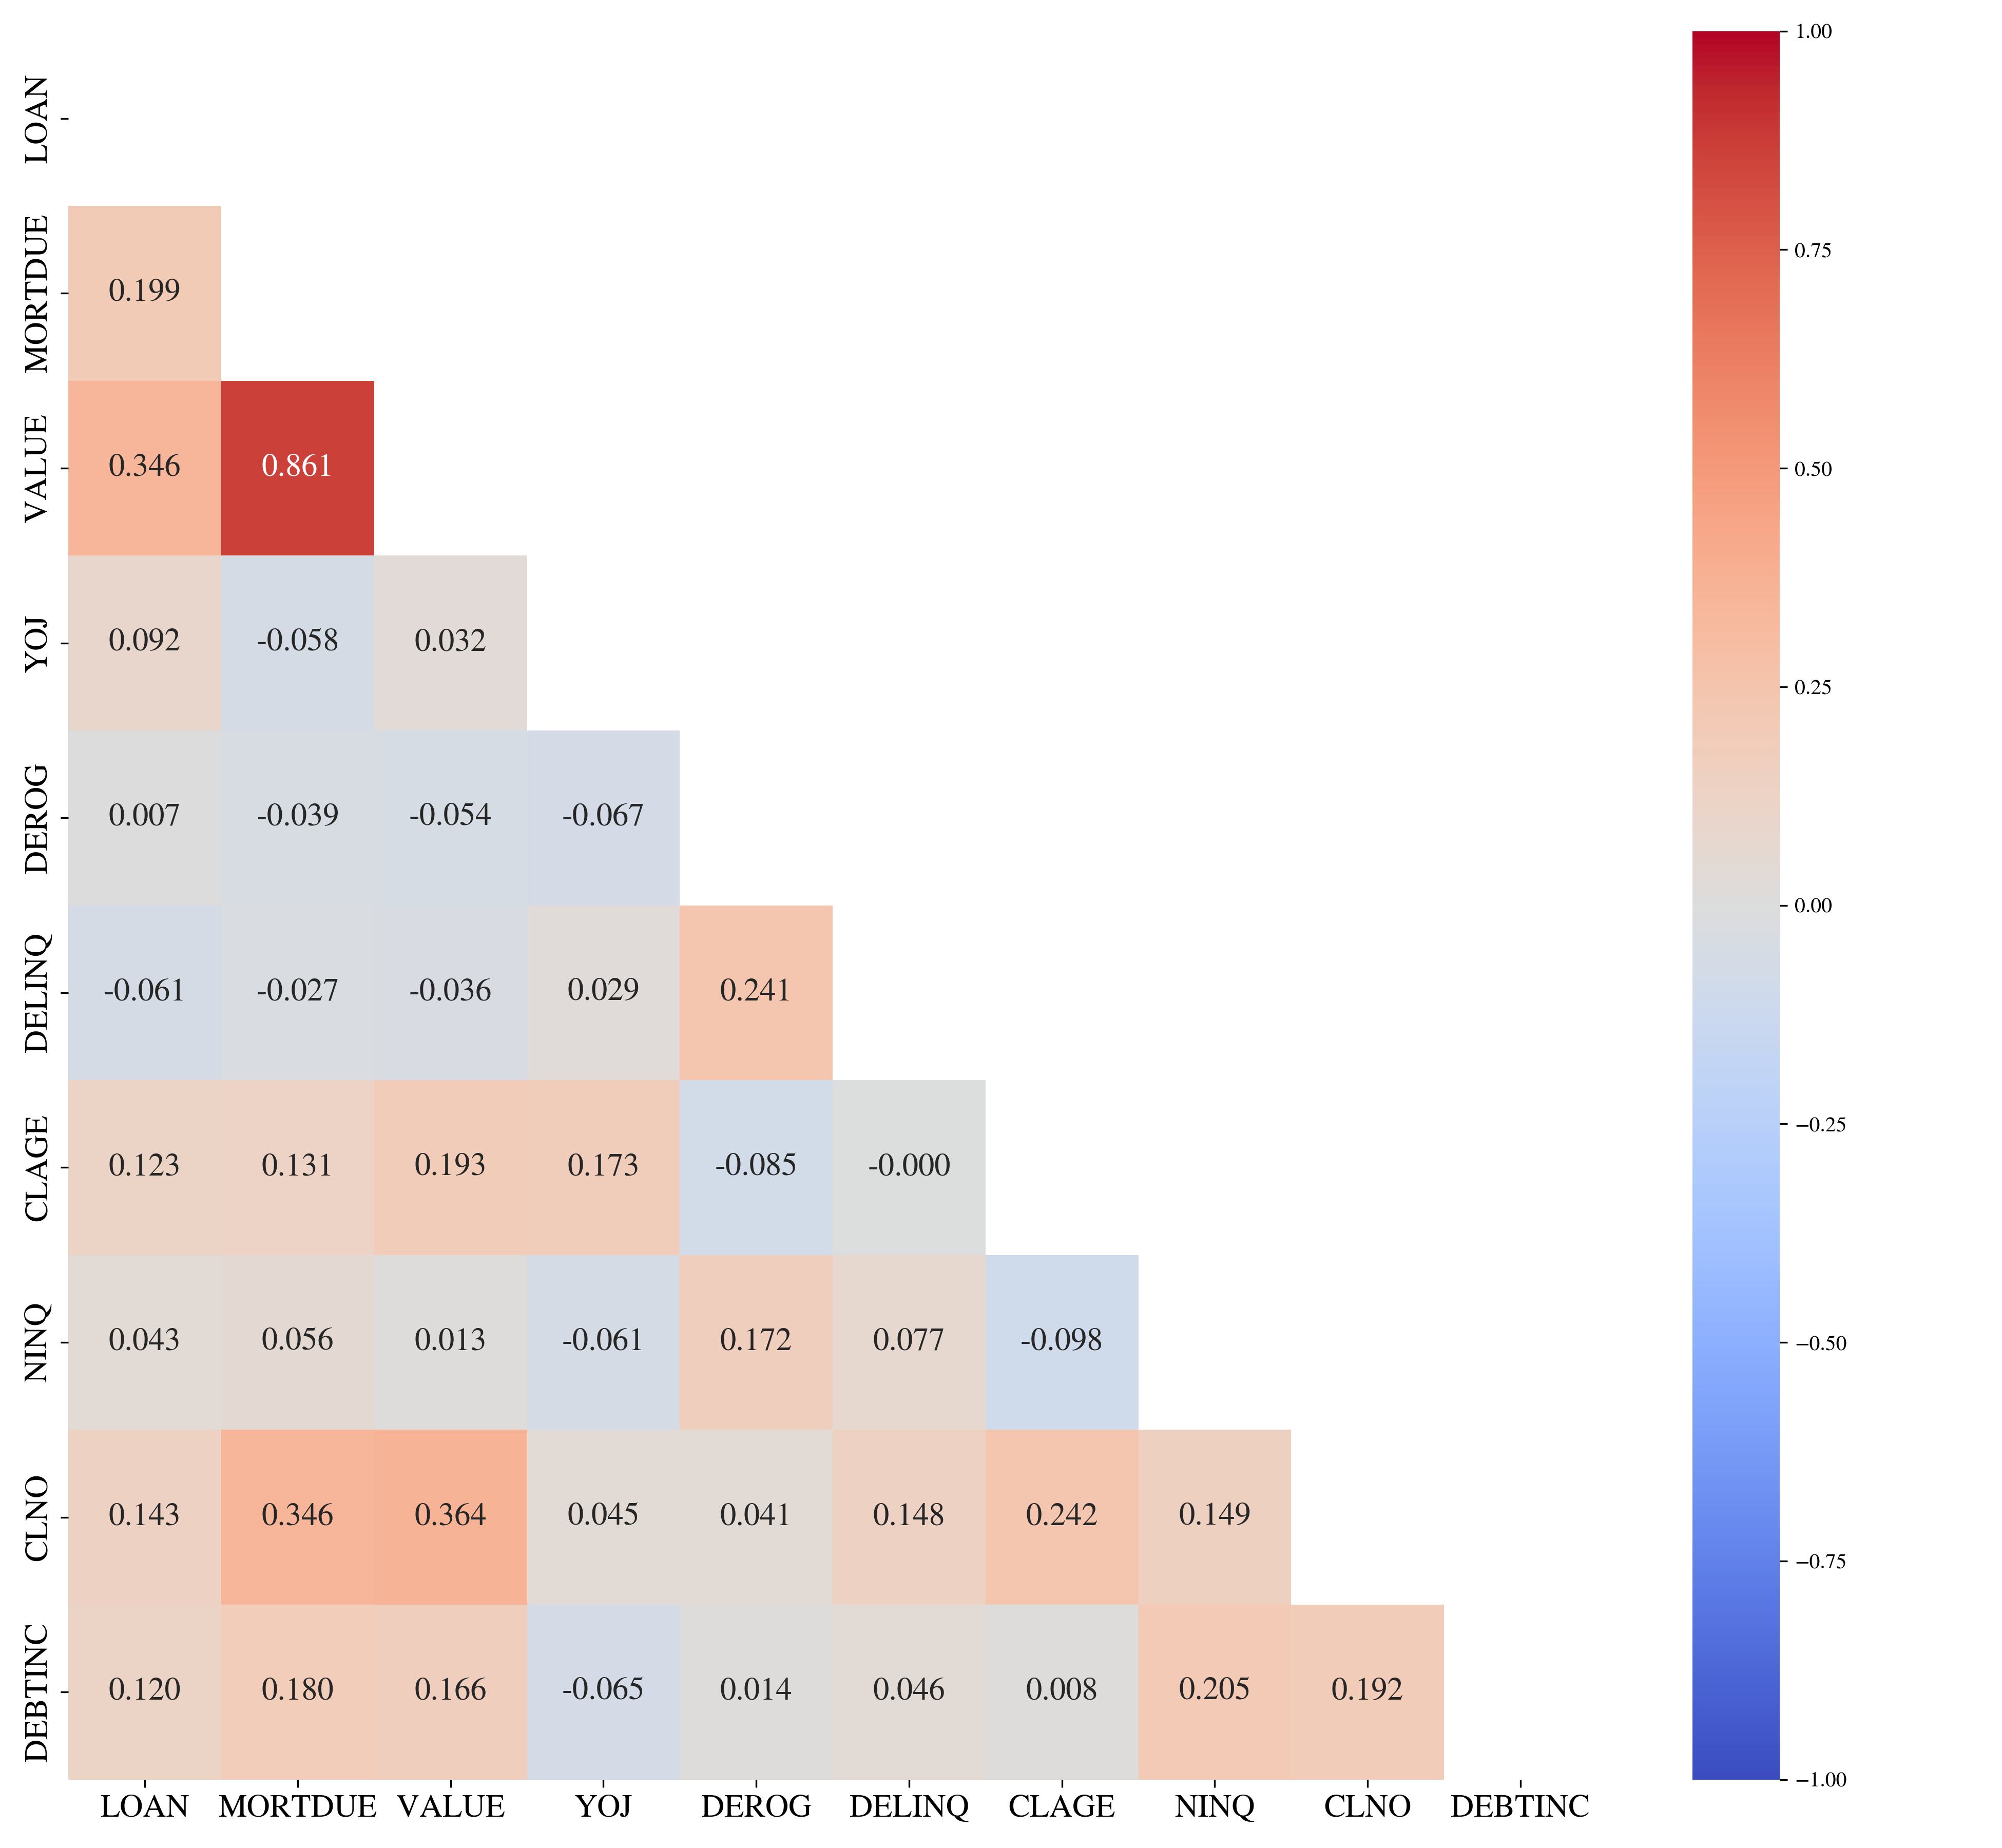 LOAN
MORTDUE 0.199
VALUE 0.346 0.861
YOJ 0.092 -0.058 0.032
DEROG 0.007 -0.039 -0.054 -0.067
DELINQ -0.061 -0.027 -0.036 0.029 0.241
CLAGE 0.123 0.131 0.193 0.173 -0.085 -0.000
NINQ 0.043 0.056 0.013 -0.061 0.172 0.077 -0.098
CLNO 0.143 0.346 0.364 0.045 0.041 0.148 0.242 0.149
DEBTINC 0.120 0.180 0.166 -0.065 0.014 0.046 0.008 0.205 0.192
LOAN MORTDUE VALUE YOJ DEROG DELINQ CLAGE NINQ CLNO DEBTINC
1.00
0.75
0.50
0.25
0.00
−0.25
−0.50
−0.75
−1.00